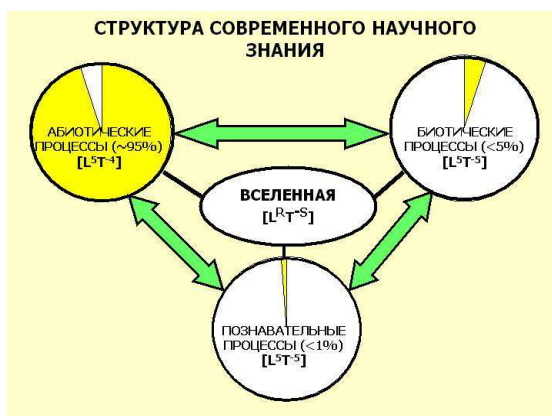 СТРУКТУРА СОВРЕМЕННОГО НАУЧНОГО
ЗНАНИЯ
АБИОТИЧЕСКИЕ
ПРОЦЕССЫ (~95%)
[L⁵T⁻⁴]
БИОТИЧЕСКИЕ
ПРОЦЕССЫ (<5%)
[L⁵T⁻⁵]
ВСЕЛЕННАЯ
[LᴿT⁻ˢ]
ПОЗНАВАТЕЛЬНЫЕ
ПРОЦЕССЫ (<1%)
[L⁵T⁻⁵]